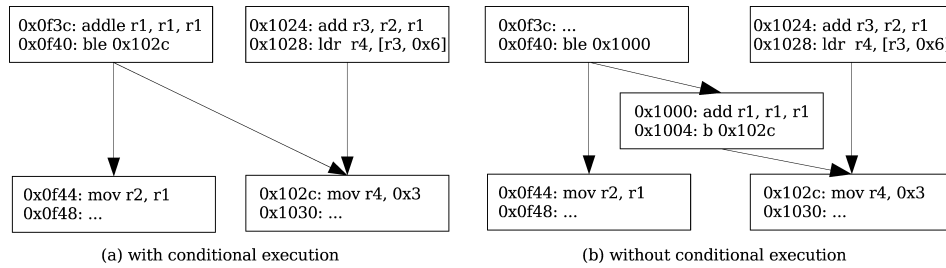 0x0f3c: addle r1, r1, r1
0x0f40: ble 0x102c
0x1024: add r3, r2, r1
0x1028: ldr r4, [r3, 0x6]
0x0f44: mov r2, r1
0x0f48: ...
0x102c: mov r4, 0x3
0x1030: ...
(a) with conditional execution
0x0f3c: ...
0x0f40: ble 0x1000
0x1024: add r3, r2, r1
0x1028: ldr r4, [r3, 0x6]
0x1000: add r1, r1, r1
0x1004: b 0x102c
0x0f44: mov r2, r1
0x0f48: ...
0x102c: mov r4, 0x3
0x1030: ...
(b) without conditional execution